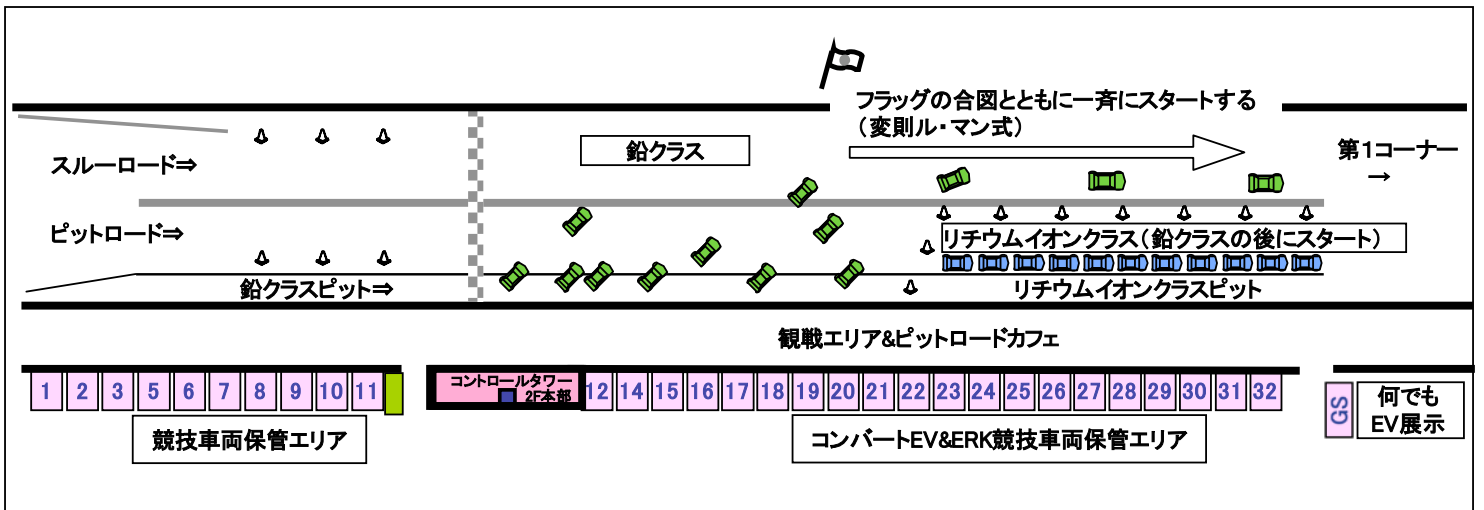 フラッグの合図とともに一斉にスタートする
（変則ル・マン式）
鉛クラス
第1コーナー
→
スルーロード⇒
ピットロード⇒
リチウムイオンクラス（鉛クラスの後にスタート）
鉛クラスピット⇒
リチウムイオンクラスピット
観戦エリア&ピットロードカフェ
1 2 3 5 6 7 8 9 10 11
コントロールタワー
2F本部
12 14 15 16 17 18 19 20 21 22 23 24 25 26 27 28 29 30 31 32
GS
何でも
EV展示
競技車両保管エリア
コンバートEV&ERK競技車両保管エリア